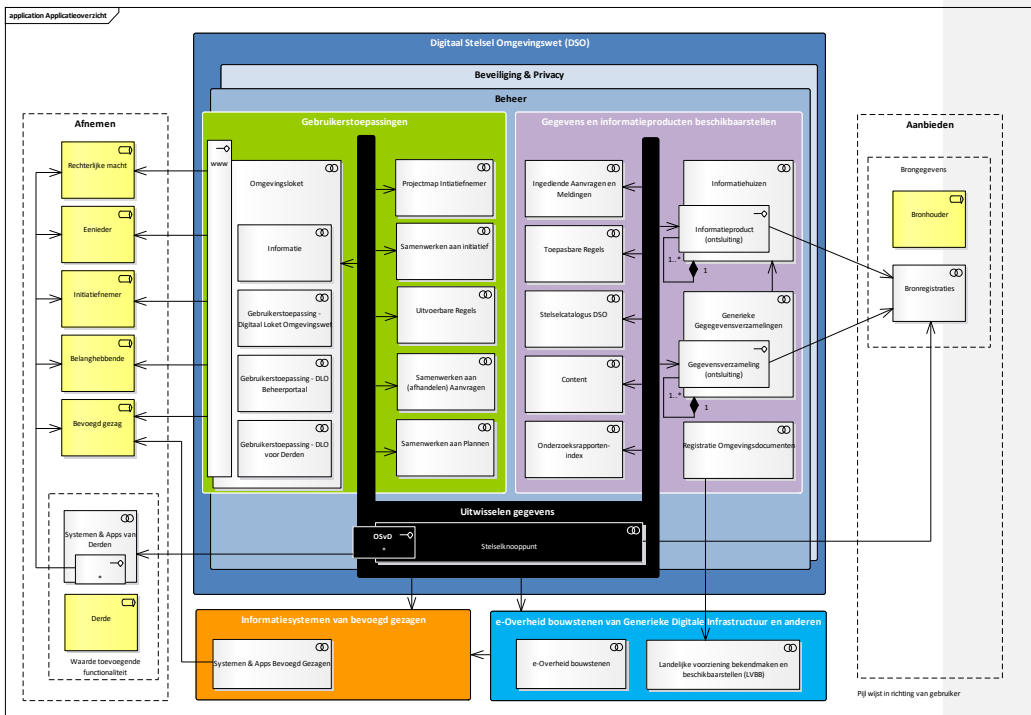 application Applicatieoverzicht
Digitaal Stelsel Omgevingswet (DSO)
Beveiliging & Privacy
Beheer
Afnemen
Rechterlijke macht
Eenieder
Initiatiefnemer
Belanghebbende
Bevoegd gezag
Systemen & Apps van
Derden
*
Derde
Waarde toevoegende
functionaliteit
Gebruikerstoepassingen
www
Omgevingsloket
Informatie
Gebruikerstoepassing -
Digitaal Loket Omgevingswet
Gebruikerstoepassing - DLO
Beheerportaal
Gebruikerstoepassing - DLO
voor Derden
Projectmap Intiatiefnemer
Samenwerken aan initiatief
Uitvoerbare Regels
Samenwerken aan
(afhandelen) Aanvragen
Samenwerken aan Plannen
Gegevens en informatieproducten beschikbaarstellen
Ingediende Aanvragen en
Meldingen
Toepasbare Regels
Stelselcatalogus DSO
Content
Onderzoeksrapporten-
index
Informatiehuizen
Informatieproduct
(ontsluiting)
1..*
1
Generieke
Gegegevensverzamelingen
Gegevensverzameling
(ontsluiting)
1..*
1
Registratie Omgevingsdocumenten
Uitwisselen gegevens
OSvD
*
Stelselknooppunt
Aanbieden
Brongegevens
Bronhouder
Bronregistraties
Informatiesystemen van bevoegd gezagen
Systemen & Apps Bevoegd Gezagen
e-Overheid bouwstenen van Generieke Digitale Infrastructuur en anderen
e-Overheid bouwstenen
Landelijke voorziening bekendmaken en
beschikbaarstellen (LVBB)
Pijl wijst in richting van gebruiker